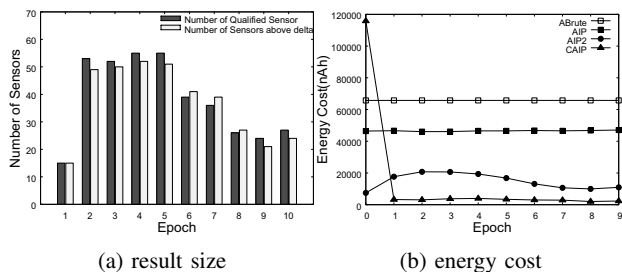 Number of Qualified Sensor
Number of Sensors above delta
Number of Sensors
70
60
50
40
30
20
10
0
1 2 3 4 5 6 7 8 9 10
Epoch
(a) result size
ABrute
AIP
AIP2
CAIP
Energy Cost(nAh)
120000
100000
80000
60000
40000
20000
0
0 1 2 3 4 5 6 7 8 9
Epoch
(b) energy cost